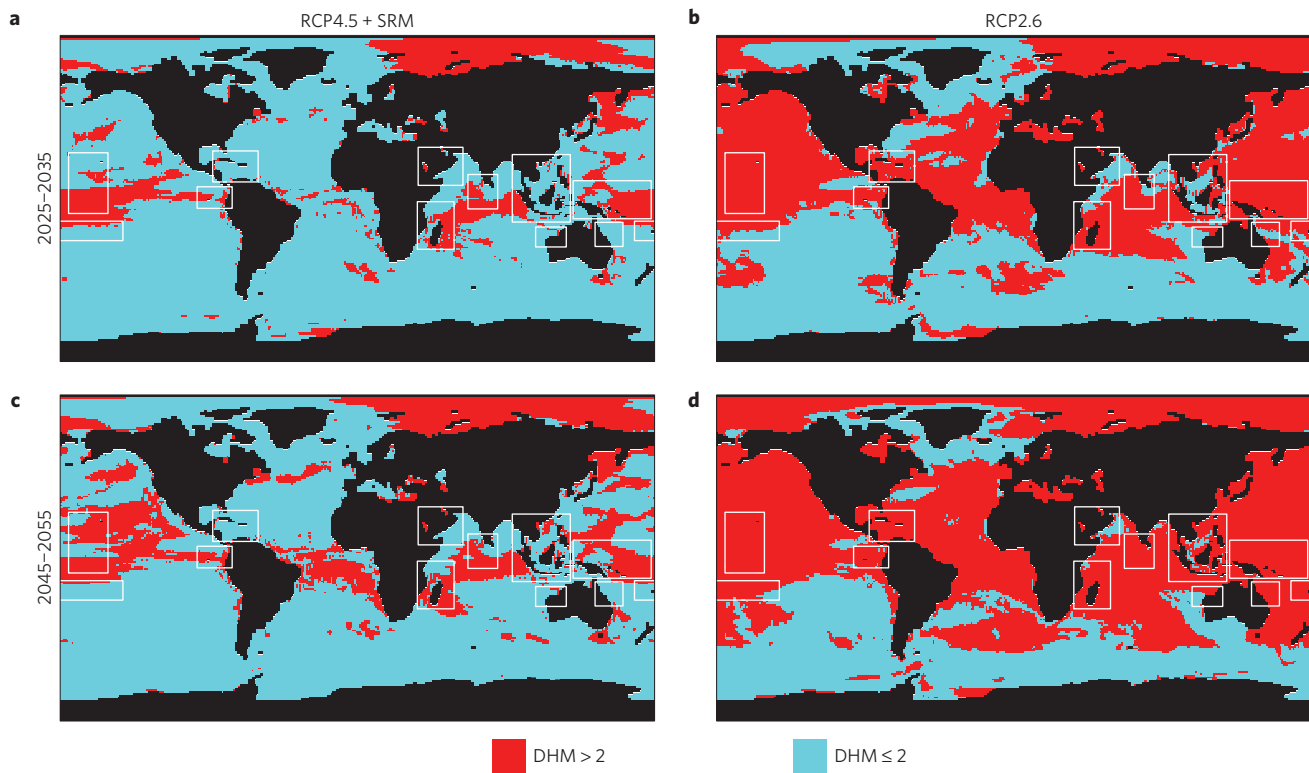 a
RCP4.5 + SRM
b
RCP2.6
2025–2035
c
d
2045–2055
DHM > 2
DHM ≤ 2